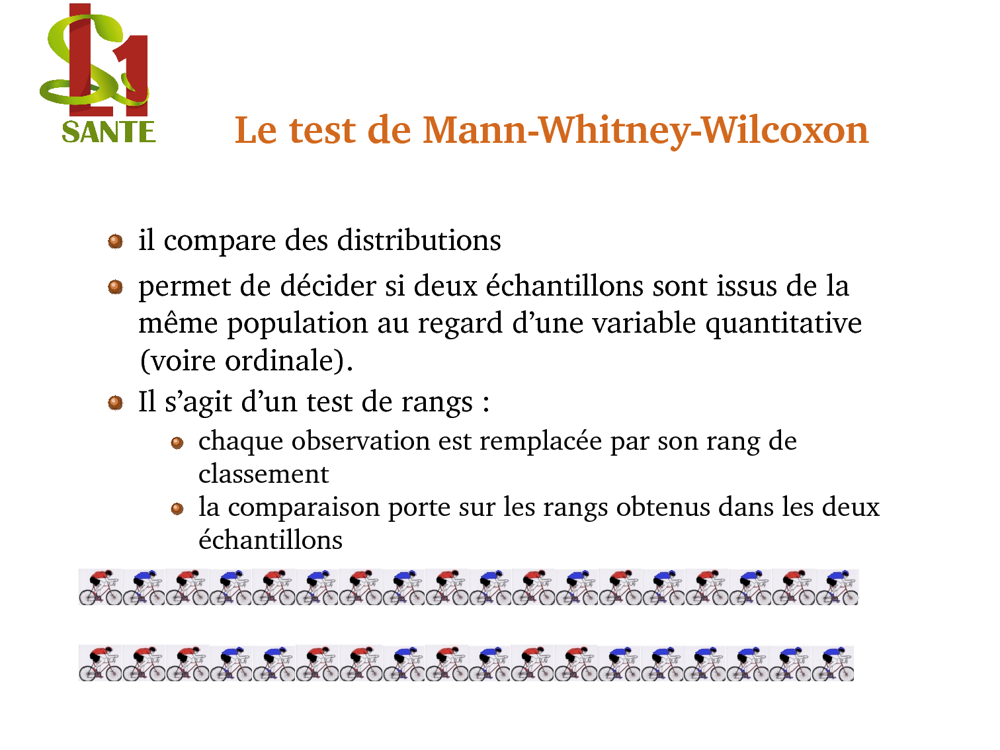 L1
SANTE
Le test de Mann-Whitney-Wilcoxon
il compare des distributions
permet de décider si deux échantillons sont issus de la
même population au regard d’une variable quantitative
(voire ordinale).
Il s’agit d’un test de rangs :
chaque observation est remplacée par son rang de
classement
la comparaison porte sur les rangs obtenus dans les deux
échantillons